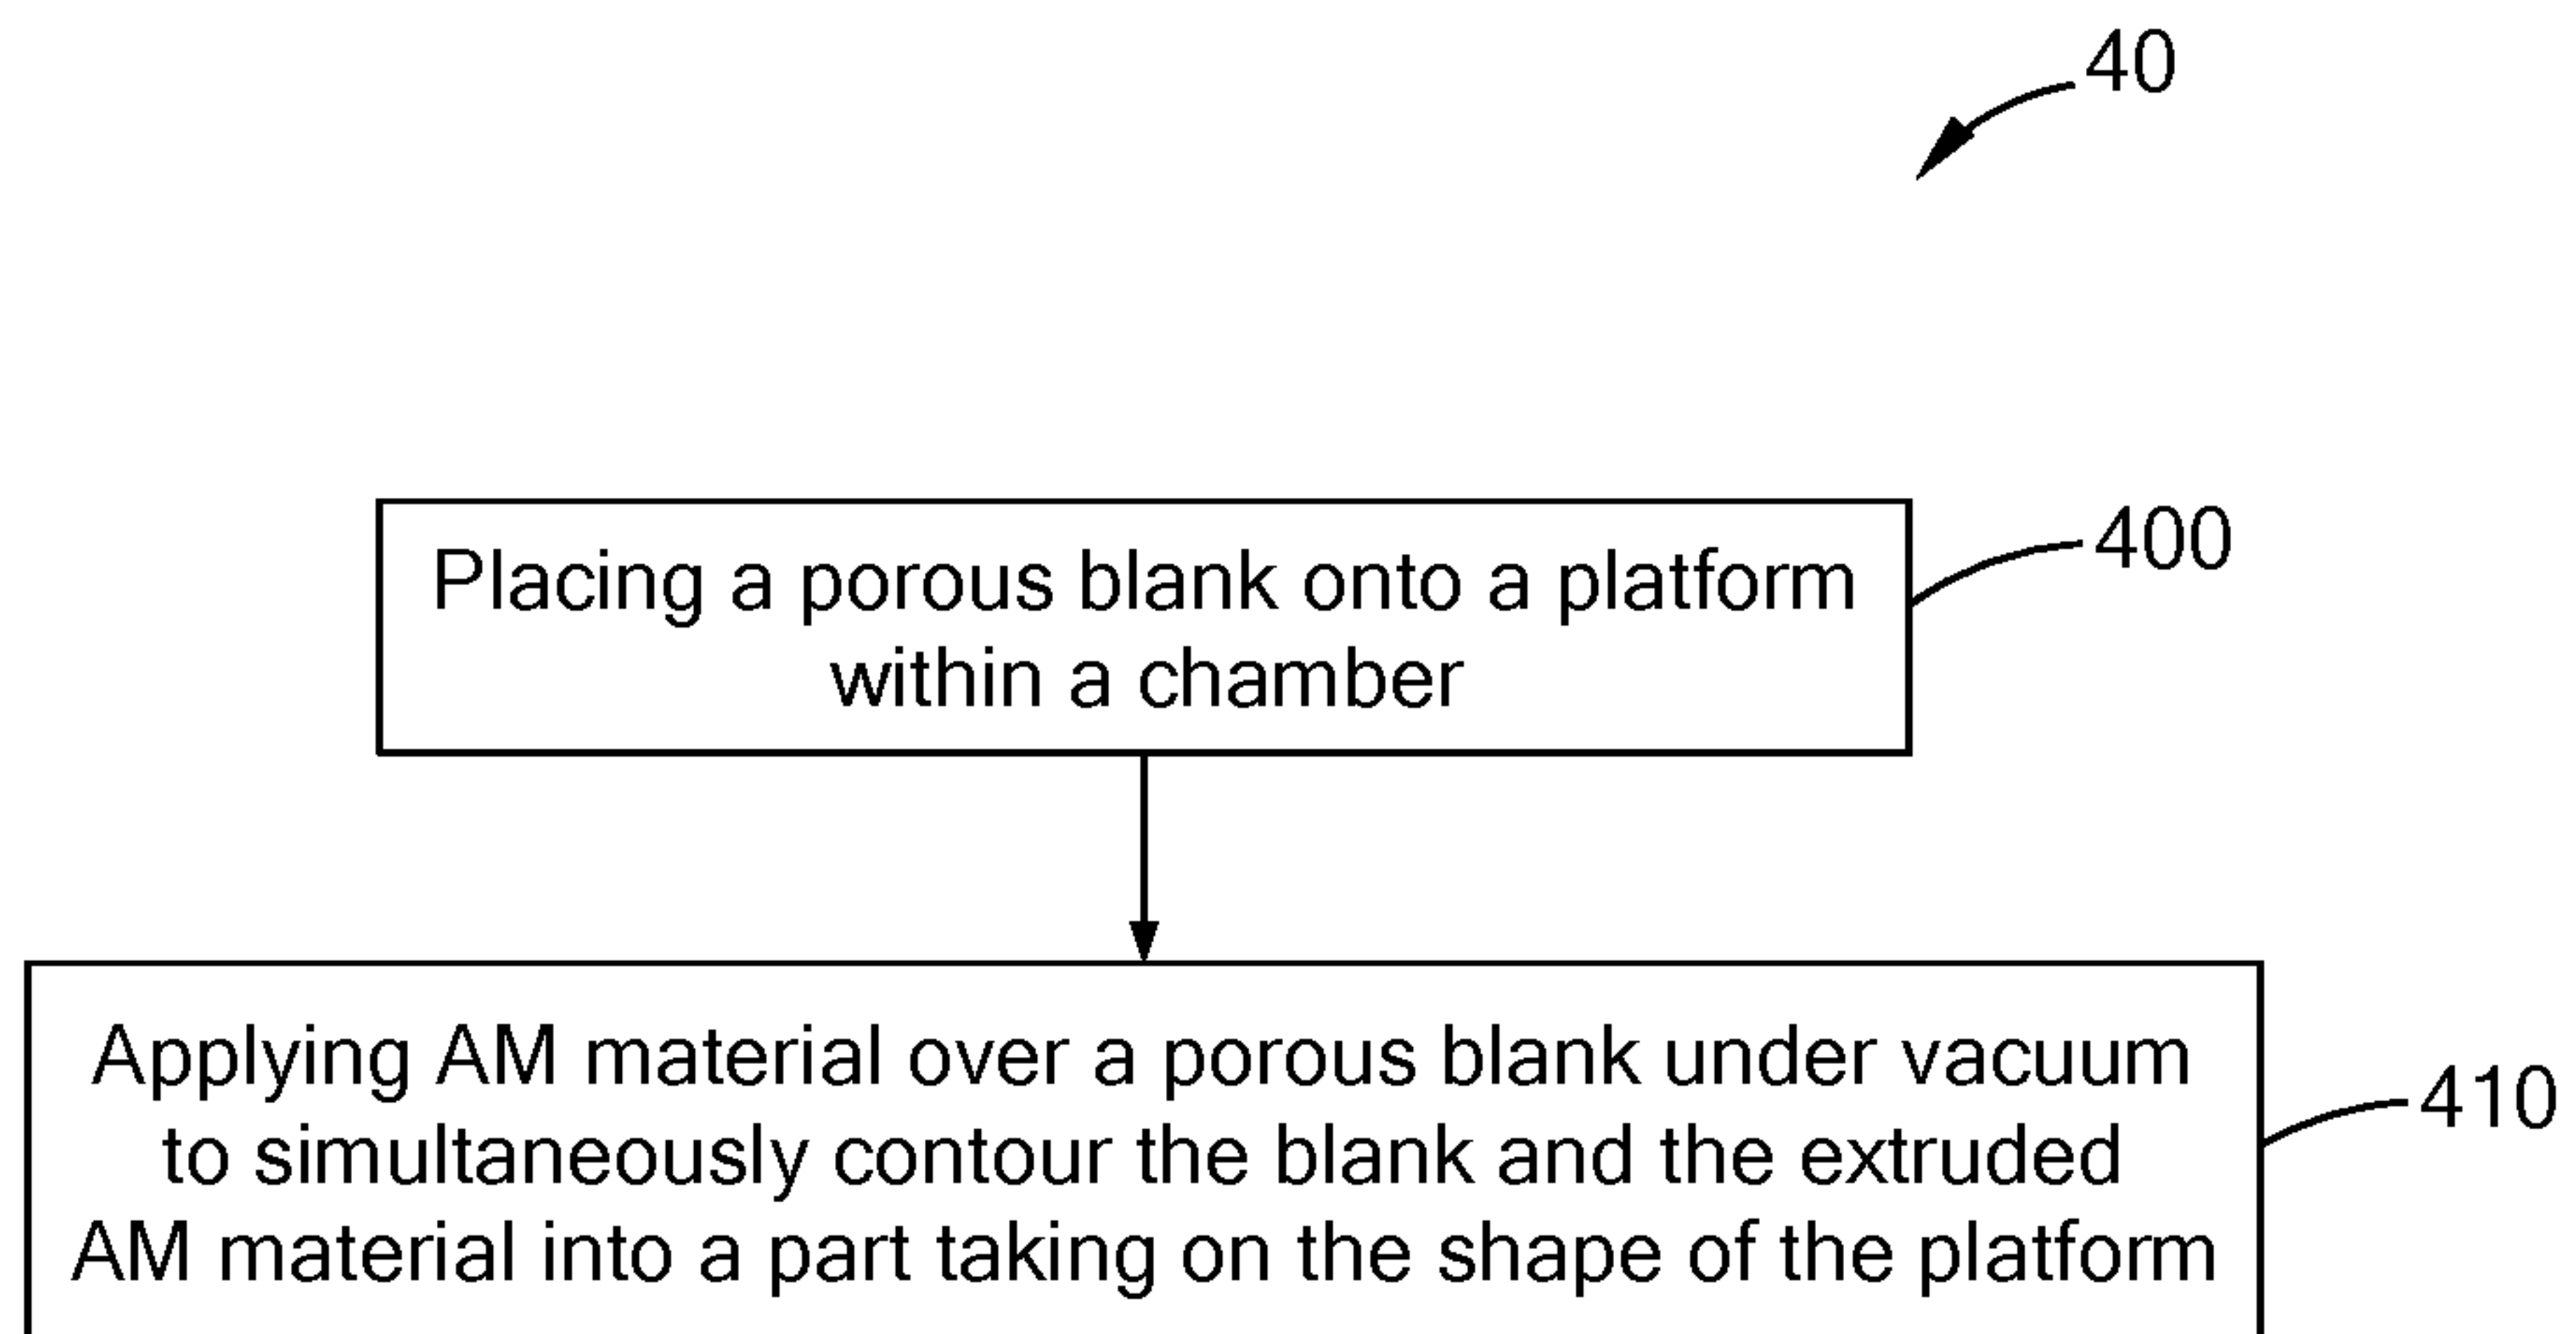 40
Placing a porous blank onto a platform
within a chamber
400
Applying AM material over a porous blank under vacuum
to simultaneously contour the blank and the extruded
AM material into a part taking on the shape of the platform
410